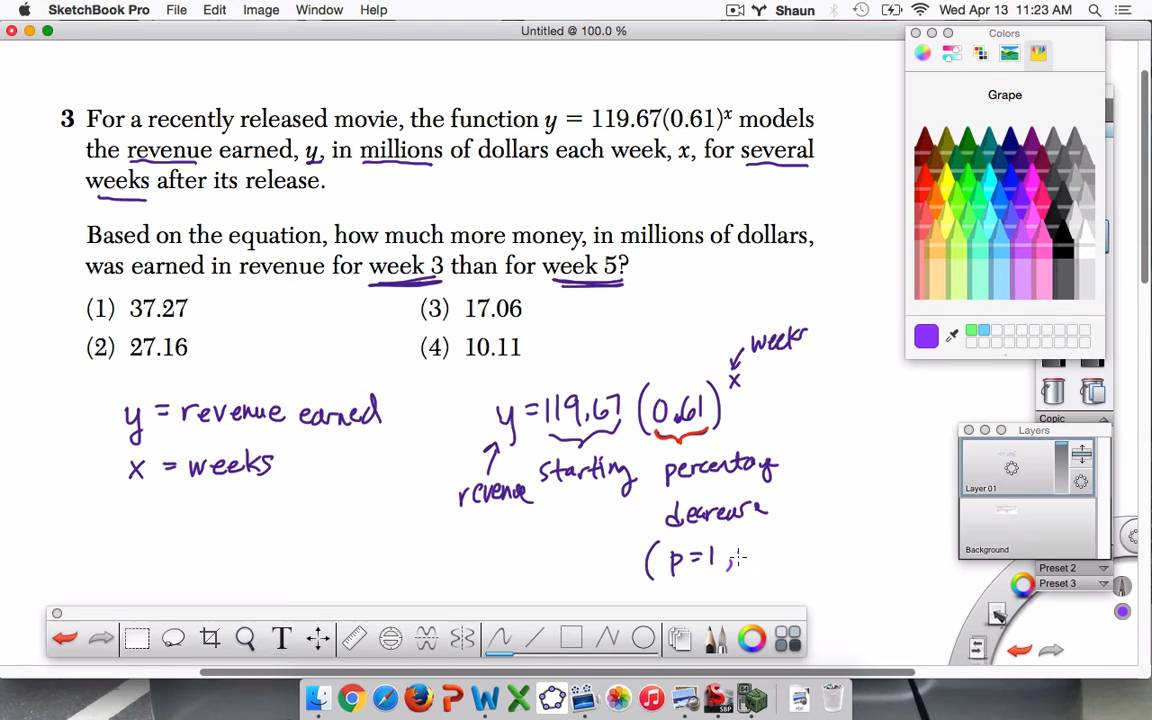 SketchBook Pro File Edit Image Window Help Shaun Wed Apr 13 11:23 AM
Untitled @ 100.0 %
Colors
Grape
3 For a recently released movie, the function y = 119.67(0.61)^x models
the revenue earned, y, in millions of dollars each week, x, for several
weeks after its release.
Based on the equation, how much more money, in millions of dollars,
was earned in revenue for week 3 than for week 5?
(1) 37.27 (3) 17.06
(2) 27.16 (4) 10.11
weeks
y = revenue earned
x = weeks
y = 119.67 (0.61)^x
revenue
starting
percentage
decrease
( p = 1
Copic
Layers
Layer 01
Background
Preset 2
Preset 3